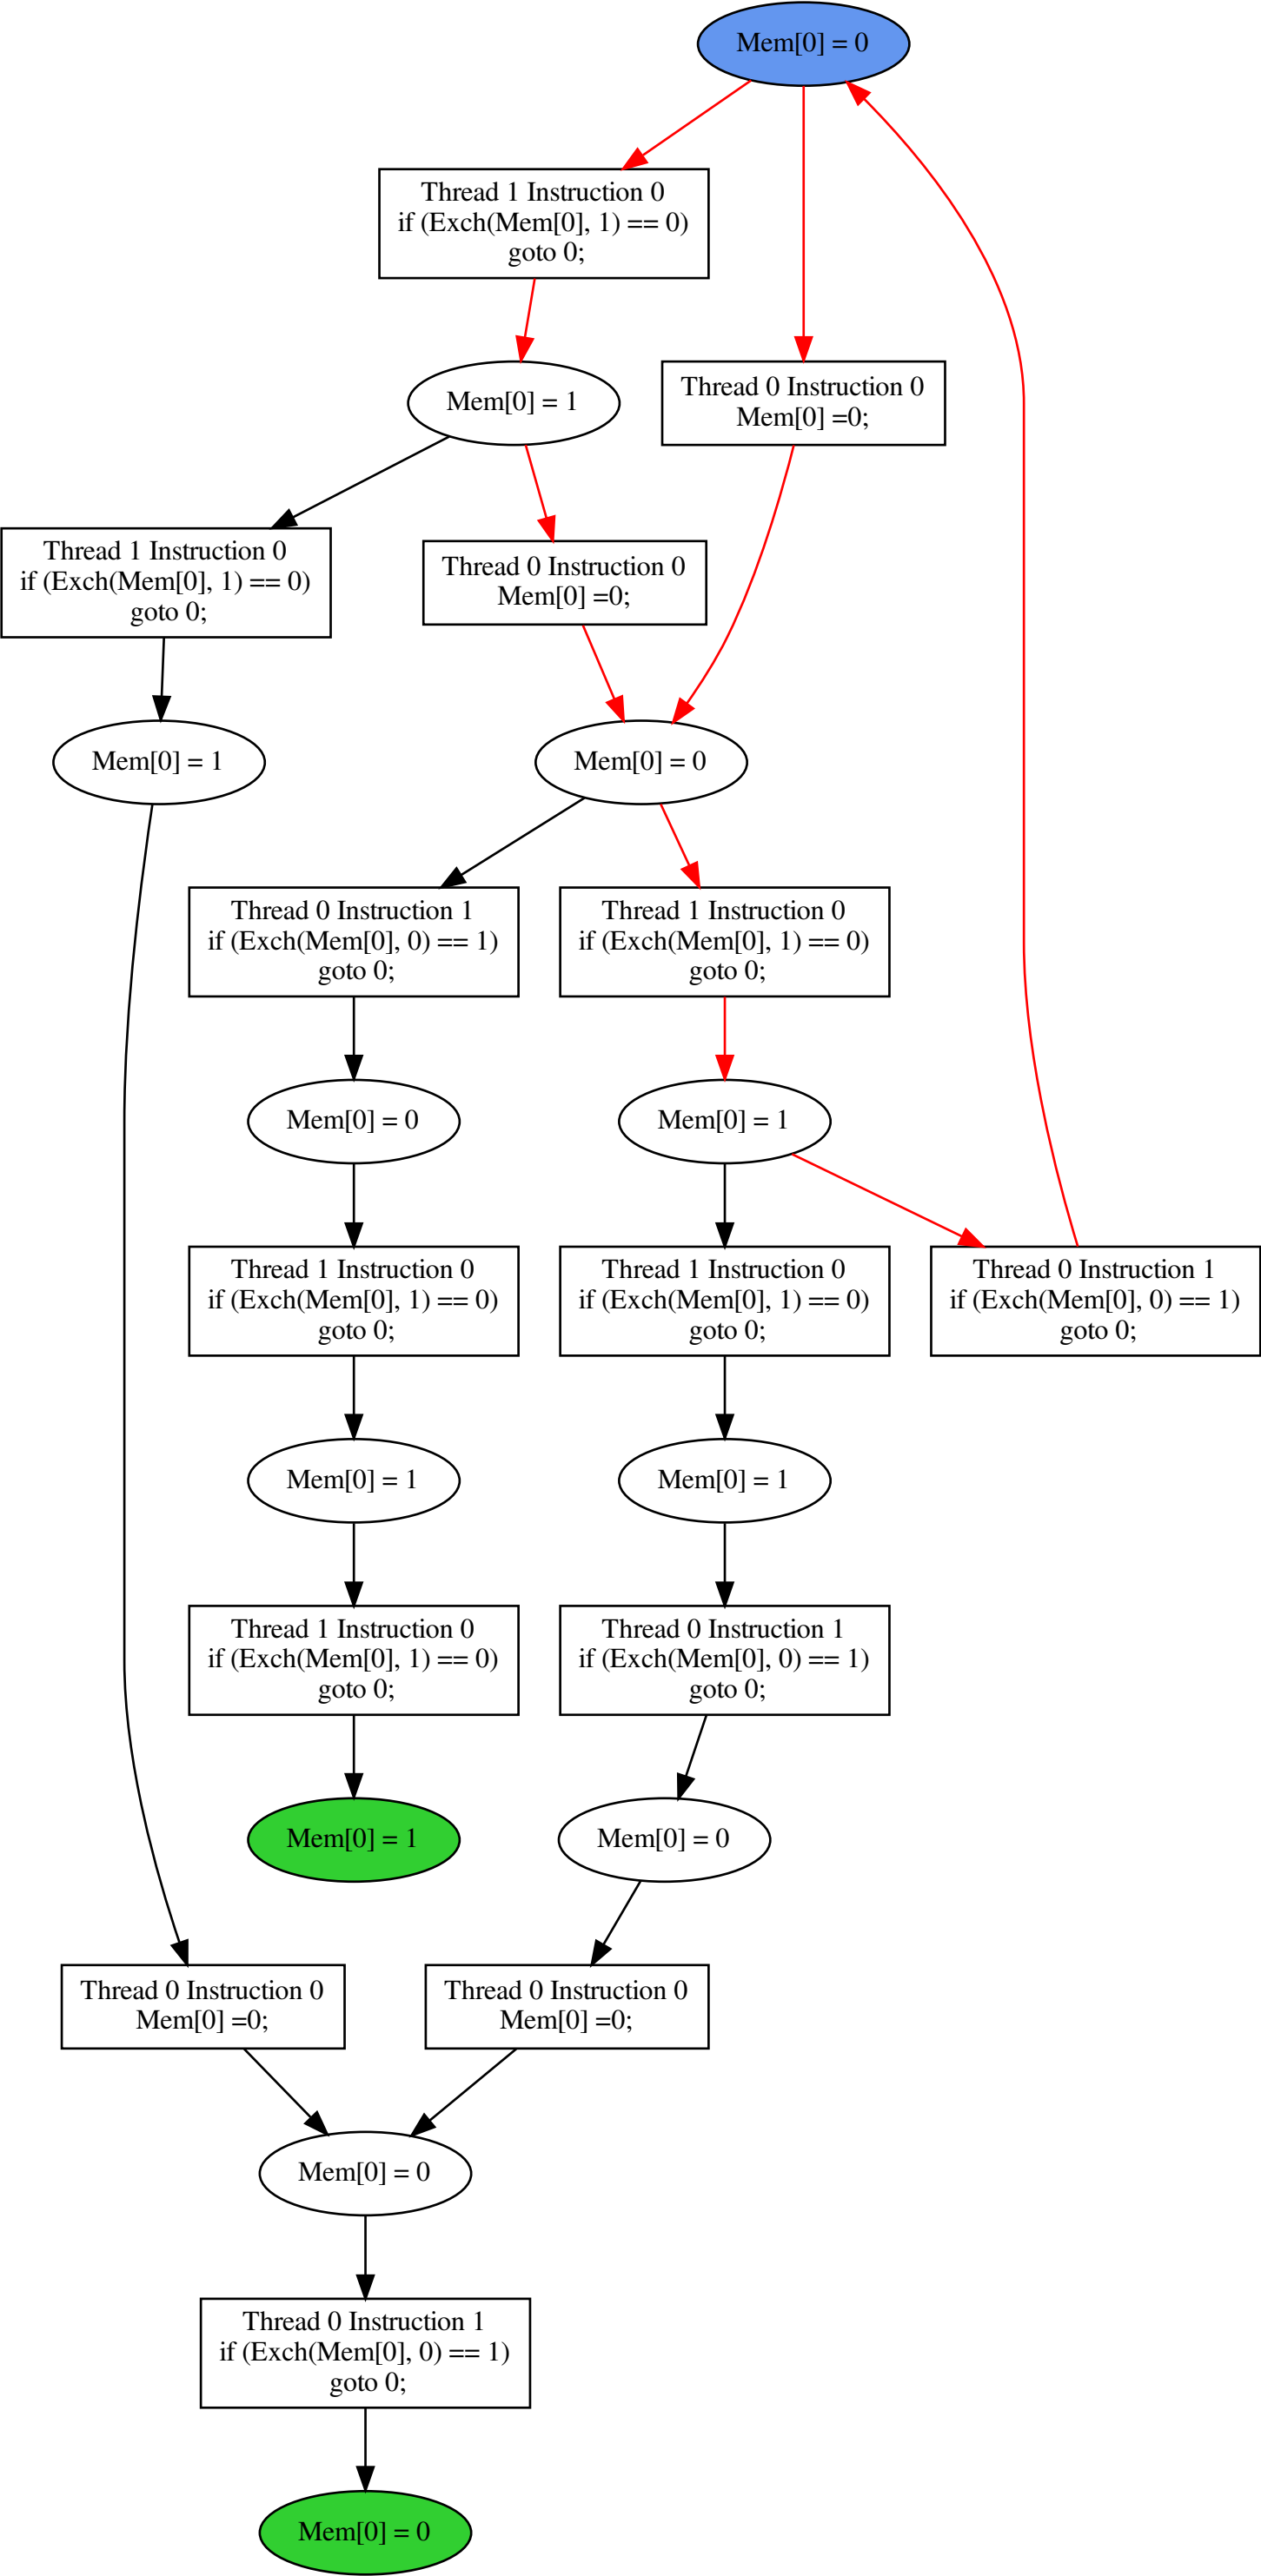 Mem[0] = 0
Thread 1 Instruction 0
if (Exch(Mem[0], 1) == 0)
goto 0;
Mem[0] = 1
Thread 0 Instruction 0
Mem[0] =0;
Thread 1 Instruction 0
if (Exch(Mem[0], 1) == 0)
goto 0;
Thread 0 Instruction 0
Mem[0] =0;
Mem[0] = 1
Mem[0] = 0
Thread 0 Instruction 1
if (Exch(Mem[0], 0) == 1)
goto 0;
Thread 1 Instruction 0
if (Exch(Mem[0], 1) == 0)
goto 0;
Mem[0] = 0
Mem[0] = 1
Thread 1 Instruction 0
if (Exch(Mem[0], 1) == 0)
goto 0;
Thread 1 Instruction 0
if (Exch(Mem[0], 1) == 0)
goto 0;
Thread 0 Instruction 1
if (Exch(Mem[0], 0) == 1)
goto 0;
Mem[0] = 1
Mem[0] = 1
Thread 1 Instruction 0
if (Exch(Mem[0], 1) == 0)
goto 0;
Thread 0 Instruction 1
if (Exch(Mem[0], 0) == 1)
goto 0;
Mem[0] = 1
Mem[0] = 0
Thread 0 Instruction 0
Mem[0] =0;
Thread 0 Instruction 0
Mem[0] =0;
Mem[0] = 0
Thread 0 Instruction 1
if (Exch(Mem[0], 0) == 1)
goto 0;
Mem[0] = 0